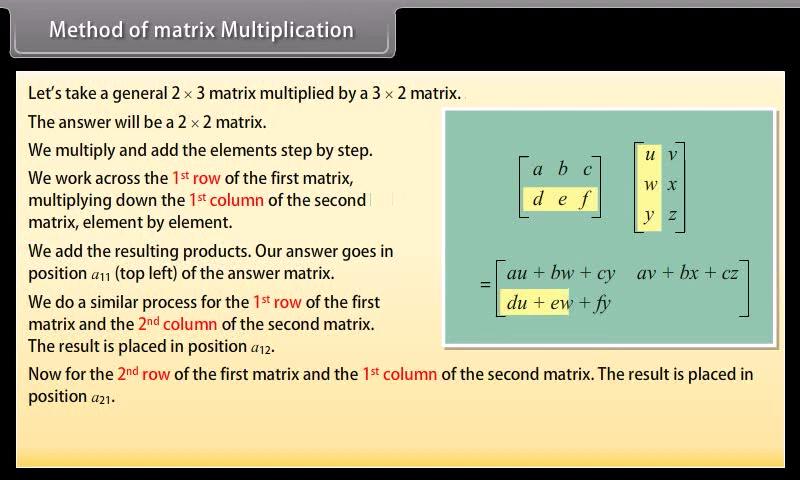 Method of matrix Multiplication
Let's take a general 2 × 3 matrix multiplied by a 3 × 2 matrix.
The answer will be a 2 × 2 matrix.
We multiply and add the elements step by step.
We work across the 1st row of the first matrix,
multiplying down the 1st column of the second
matrix, element by element.
We add the resulting products. Our answer goes in
position a11 (top left) of the answer matrix.
We do a similar process for the 1st row of the first
matrix and the 2nd column of the second matrix.
The result is placed in position a12.
Now for the 2nd row of the first matrix and the 1st column of the second matrix. The result is placed in
position a21.
a b c
d e f
u v
w x
y z
= au + bw + cy av + bx + cz
du + ew + fy